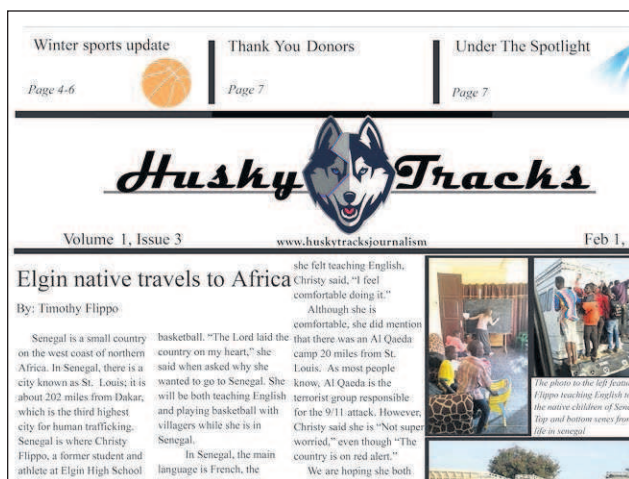 Winter sports update
Page 4-6
Thank You Donors
Page 7
Under The Spotlight
Page 7
Husky Tracks
Volume 1, Issue 3
www.huskytracksjournalism
Feb 1,
Elgin native travels to Africa
By: Timothy Flippo
Senegal is a small country
on the west coast of northern
Africa. In Senegal, there is a
city known as St. Louis; it is
about 202 miles from Dakar,
which is the third highest
city for human trafficking.
Senegal is where Christy
Flippo, a former student and
athlete at Elgin High School
basketball. “The Lord laid the
country on my heart,” she
said when asked why she
wanted to go to Senegal. She
will be both teaching English
and playing basketball with
villagers while she is in
Senegal.
In Senegal, the main
language is French, the
she felt teaching English,
Christy said, “I feel
comfortable doing it.”
Although she is
comfortable, she did mention
that there was an Al Qaeda
camp 20 miles from St.
Louis. As most people
know, Al Qaeda is the
terrorist group responsible
for the 9/11 attack. However,
Christy said she is “Not super
worried,” even though “The
country is on red alert.”
We are hoping she both
The photo to the left featur
Flippo teaching English to
the native children of Sene
Top and bottom senes from
life in senegal